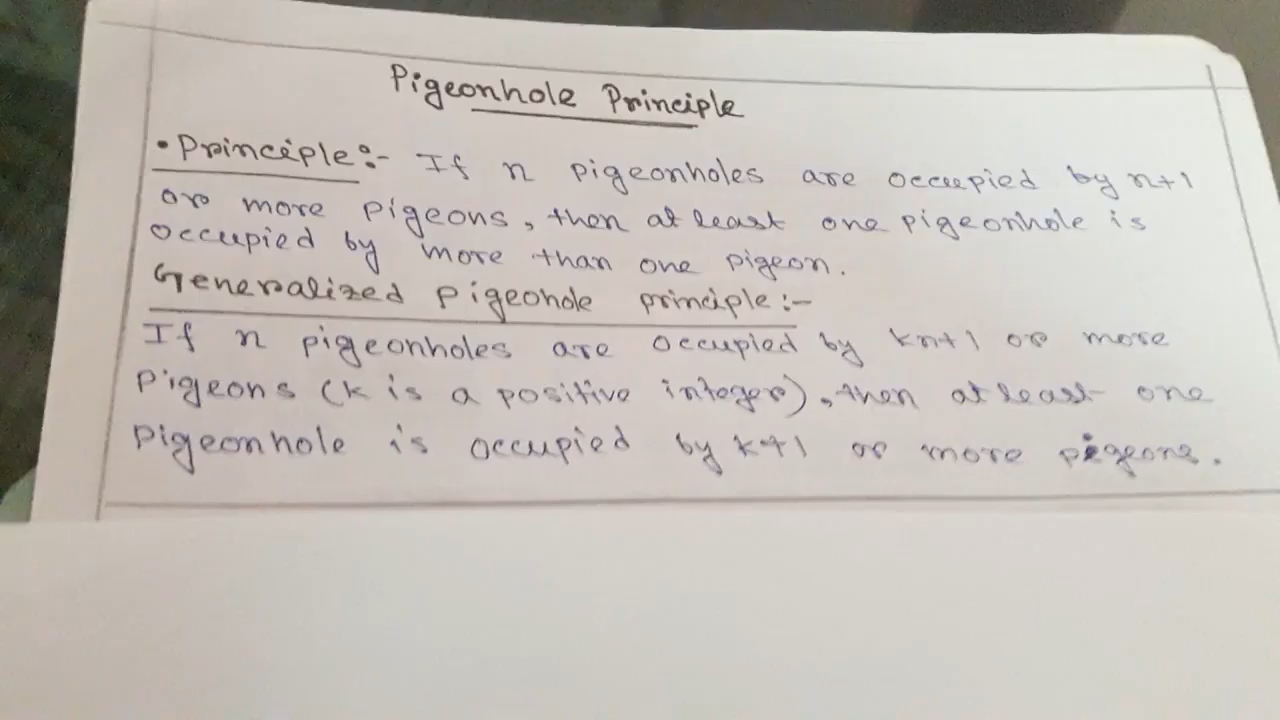 Pigeonhole Principle
• Principle:- If n pigeonholes are occupied by n+1
or more pigeons, then at least one pigeonhole is
occupied by more than one pigeon.
Generalized pigeohole principle:-
If n pigeonholes are occupied by kn+1 or more
pigeons (k is a positive integer), then at least one
pigeonhole is occupied by k+1 or more pigeons.